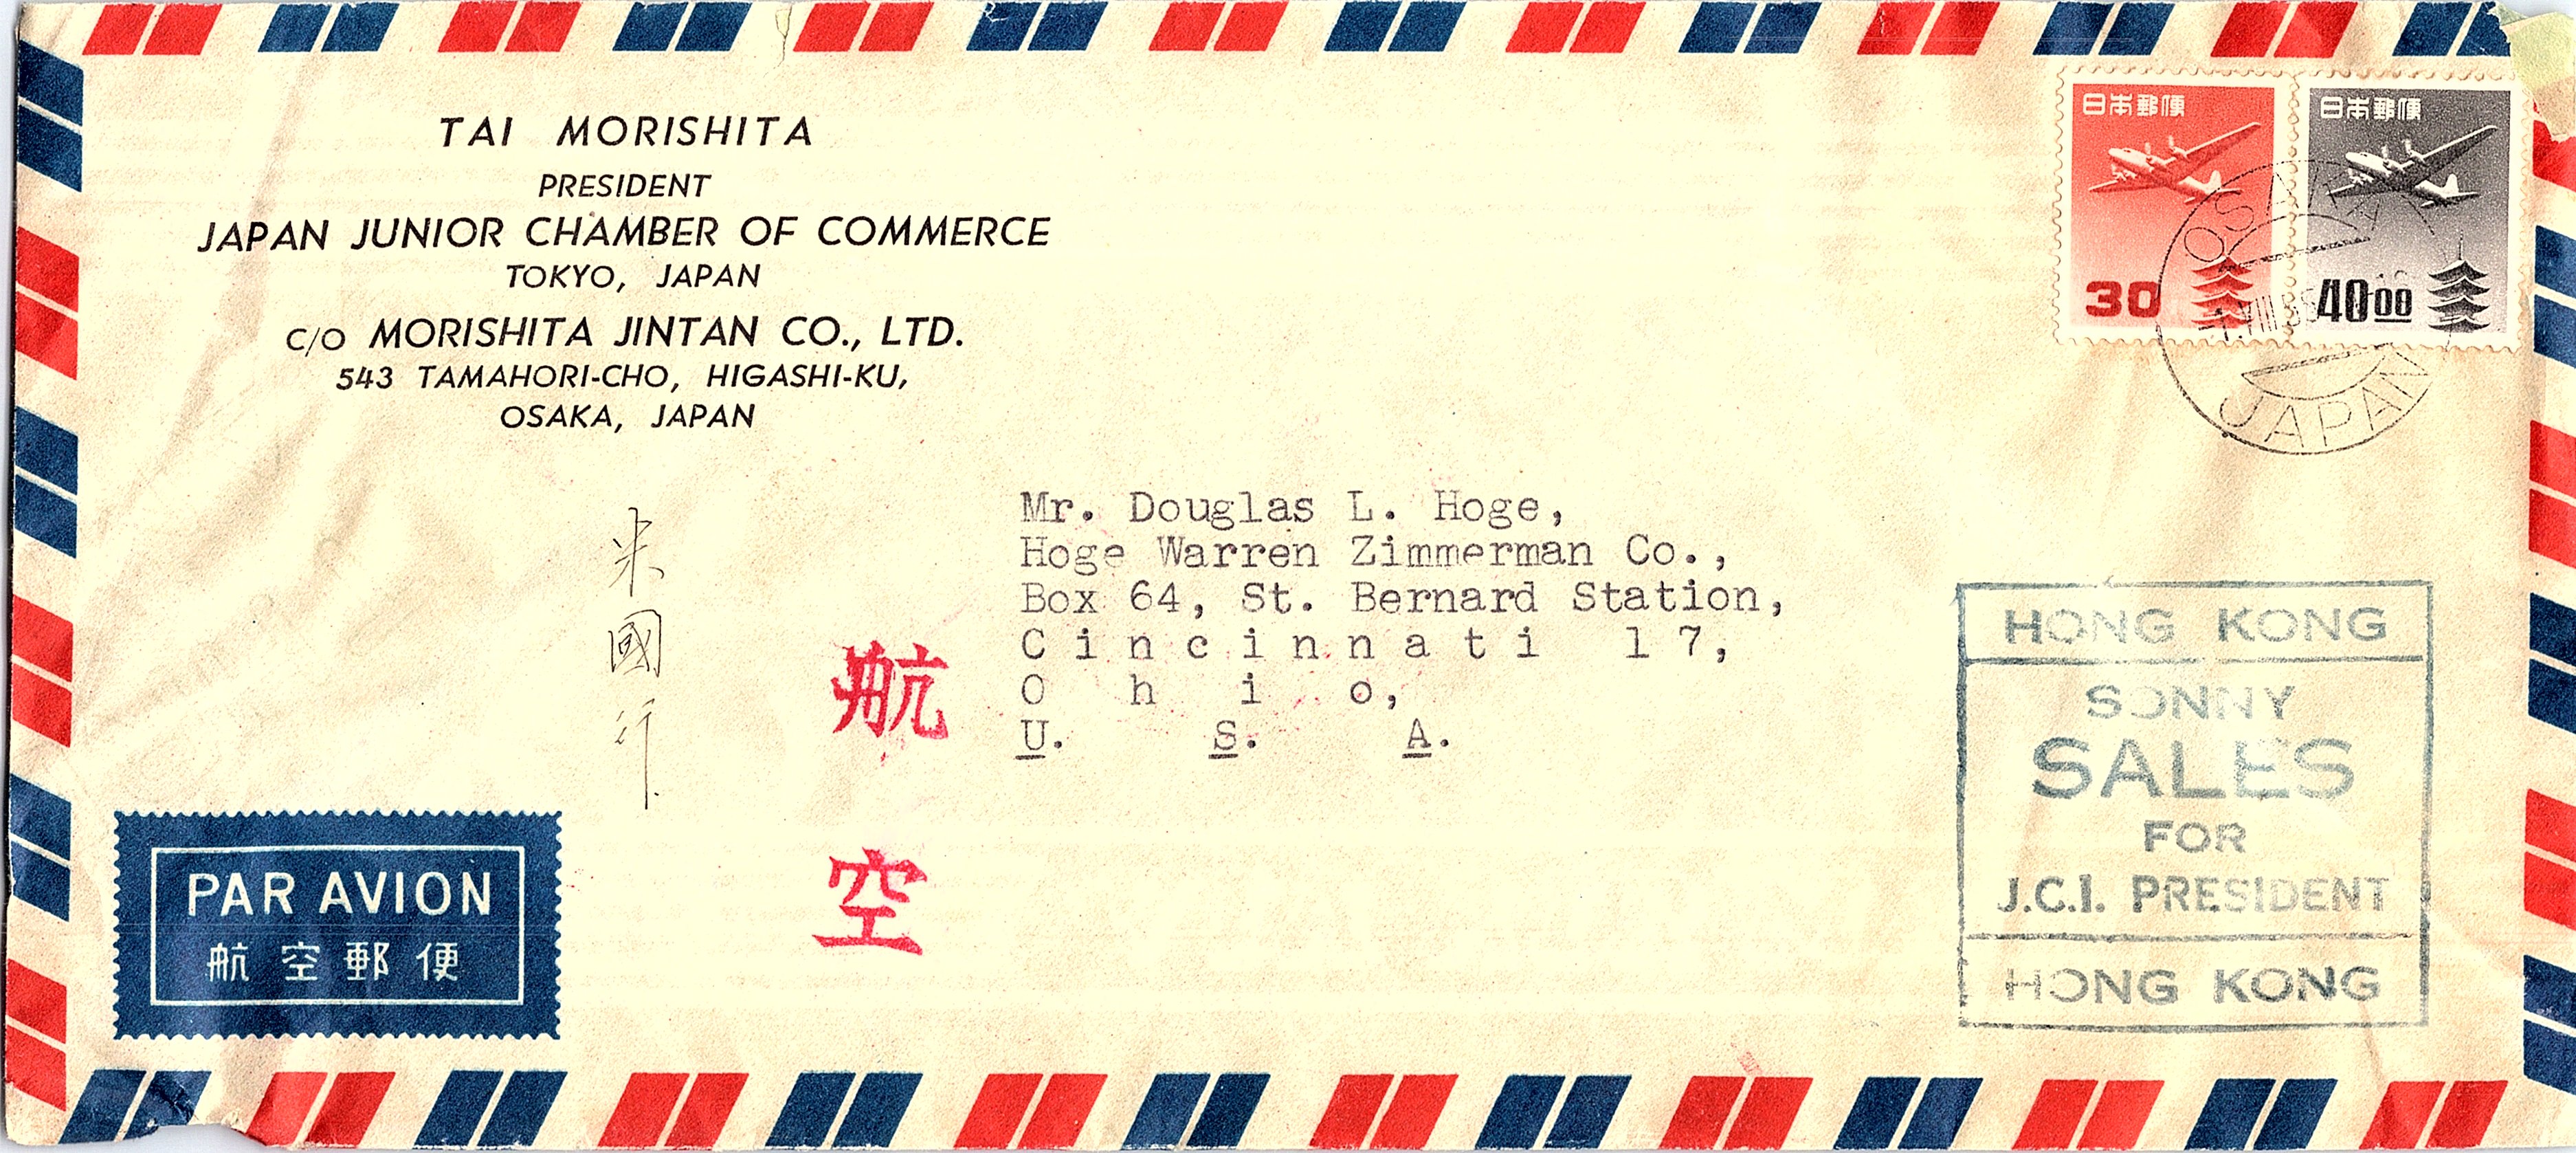 TAI MORISHITA
PRESIDENT
JAPAN JUNIOR CHAMBER OF COMMERCE
TOKYO, JAPAN
C/O MORISHITA JINTAN CO., LTD.
543 TAMAHORI-CHO, HIGASHI-KU,
OSAKA, JAPAN
日本郵便
30
日本郵便
40.00
OSAKA
JAPAN
Mr. Douglas L. Hoge,
Hoge Warren Zimmerman Co.,
Box 64, St. Bernard Station,
Cincinnati 17,
Ohio,
U. S. A.
米國行
航空
PAR AVION
航空郵便
HONG KONG
SONNY
SALES
FOR
J.C.I. PRESIDENT
HONG KONG